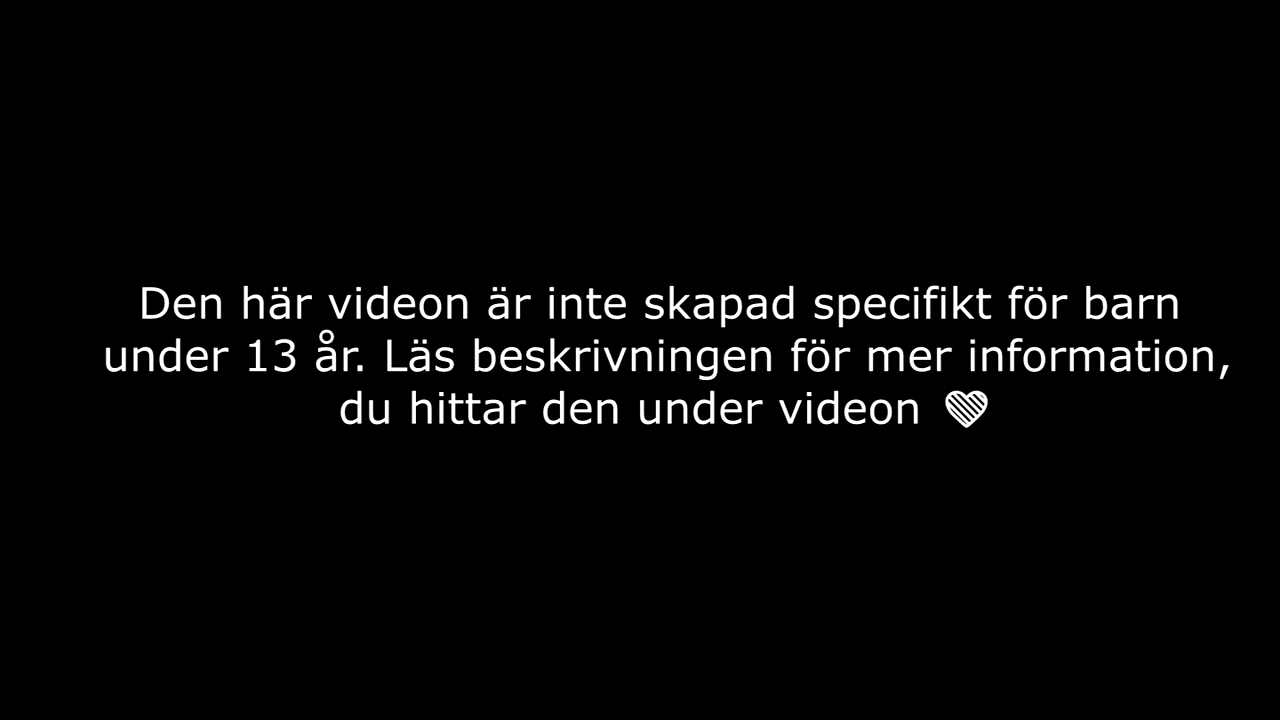 Den här videon är inte skapad specifikt för barn
under 13 år. Läs beskrivningen för mer information,
du hittar den under videon